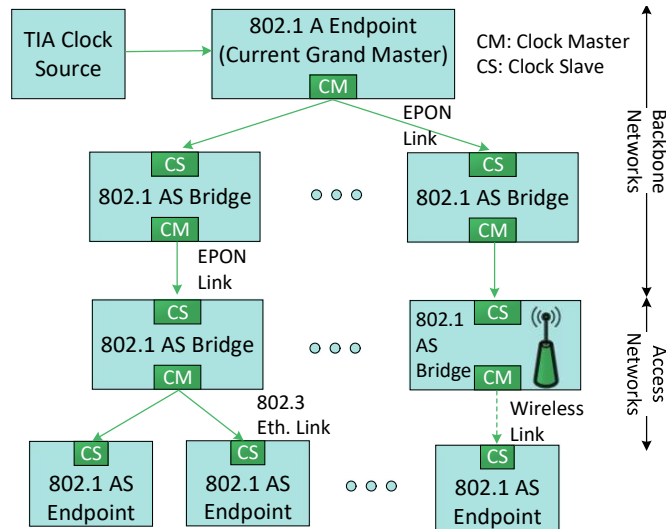 TIA Clock
Source
802.1 A Endpoint
(Current Grand Master)
CM
CM: Clock Master
CS: Clock Slave
EPON
Link
Backbone
Networks
CS
802.1 AS Bridge
CM
CS
802.1 AS Bridge
CM
EPON
Link
CS
802.1 AS Bridge
CM
802.1
AS
Bridge
CS
CM
Access
Networks
802.3
Eth. Link
Wireless
Link
CS
802.1 AS
Endpoint
CS
802.1 AS
Endpoint
CS
802.1 AS
Endpoint